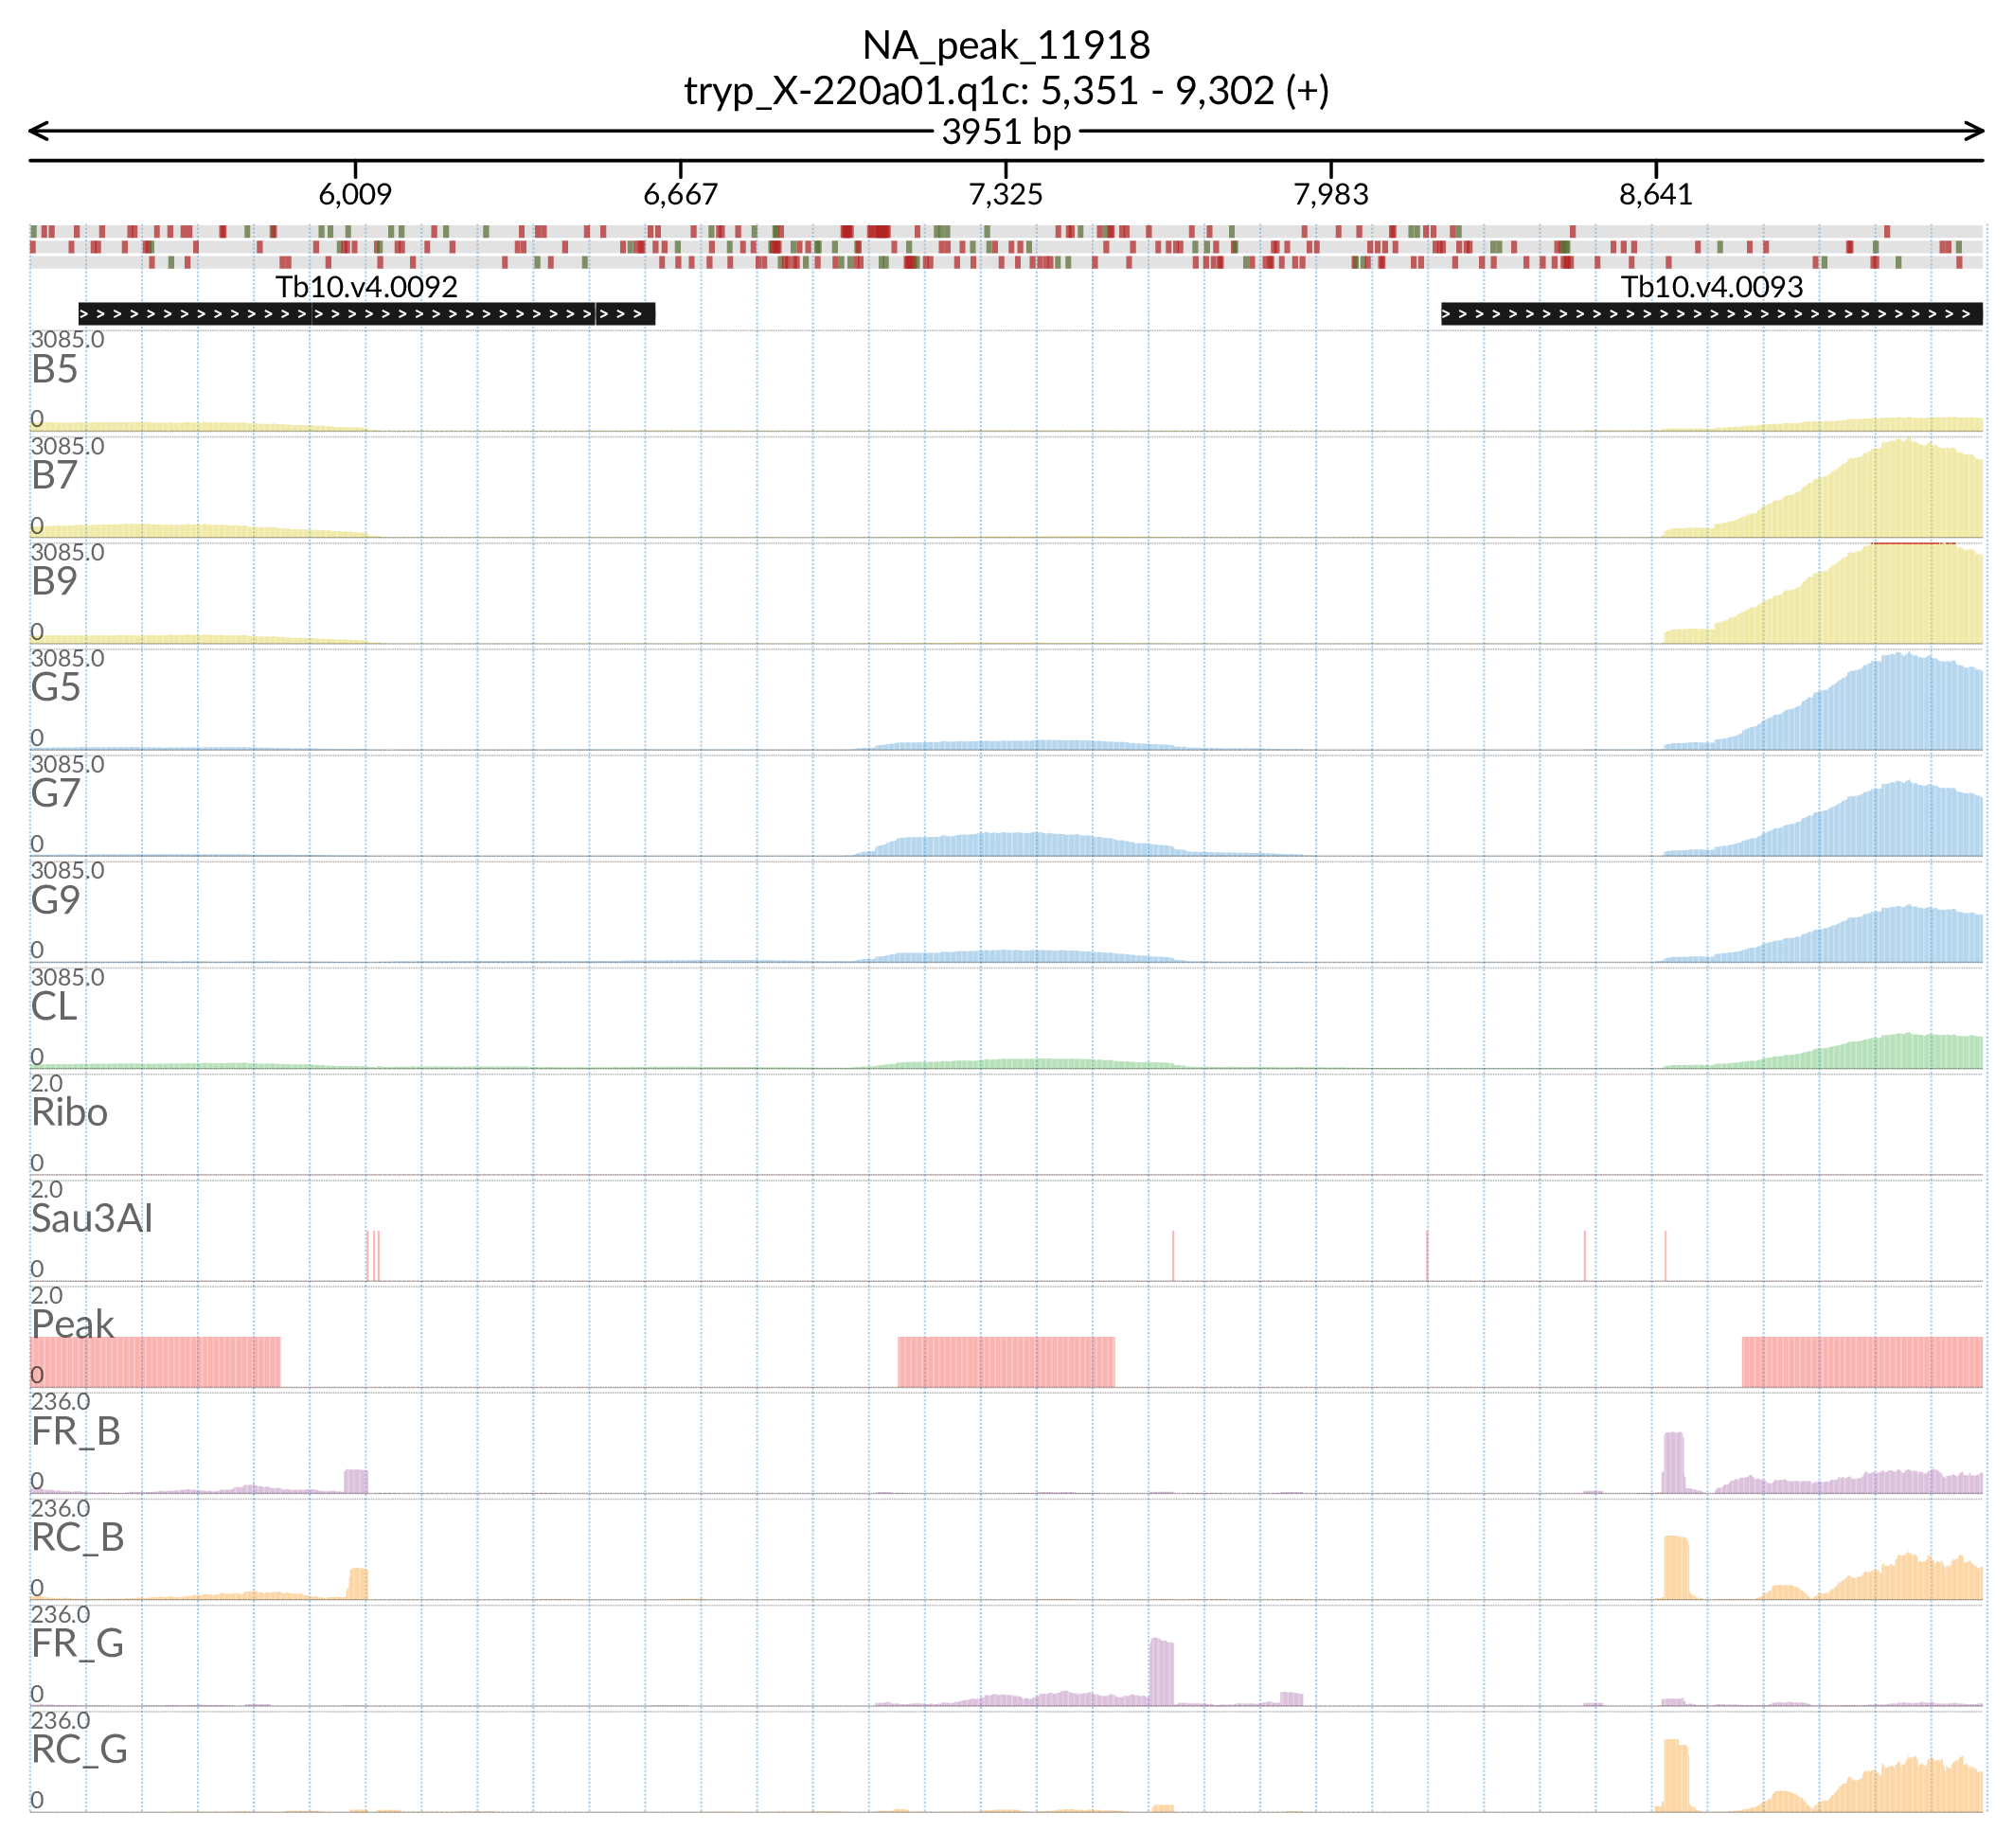 NA_peak_11918
tryp_X-220a01.q1c: 5,351 - 9,302 (+)
3951 bp
6,009 6,667 7,325 7,983 8,641
Tb10.v4.0092 Tb10.v4.0093
3085.0
B5
0
3085.0
B7
0
3085.0
B9
0
3085.0
G5
0
3085.0
G7
0
3085.0
G9
0
3085.0
CL
0
2.0
Ribo
0
2.0
Sau3AI
0
2.0
Peak
0
236.0
FR_B
0
236.0
RC_B
0
236.0
FR_G
0
236.0
RC_G
0